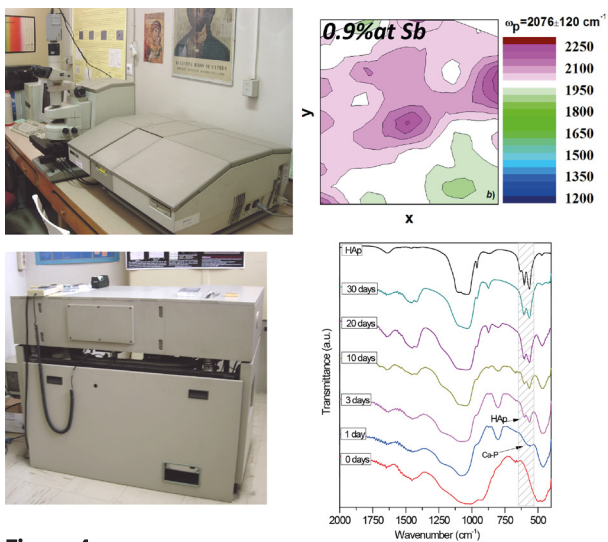 0.9%at Sb
ωp=2076±120 cm-1
2250
2100
1950
1800
1650
1500
1350
1200
y
x
b)
HAp
30 days
20 days
10 days
3 days
1 day
0 days
HAp
Ca-P
Transmittance (a.u.)
2000 1750 1500 1250 1000 750 500
Wavenumber (cm-1)